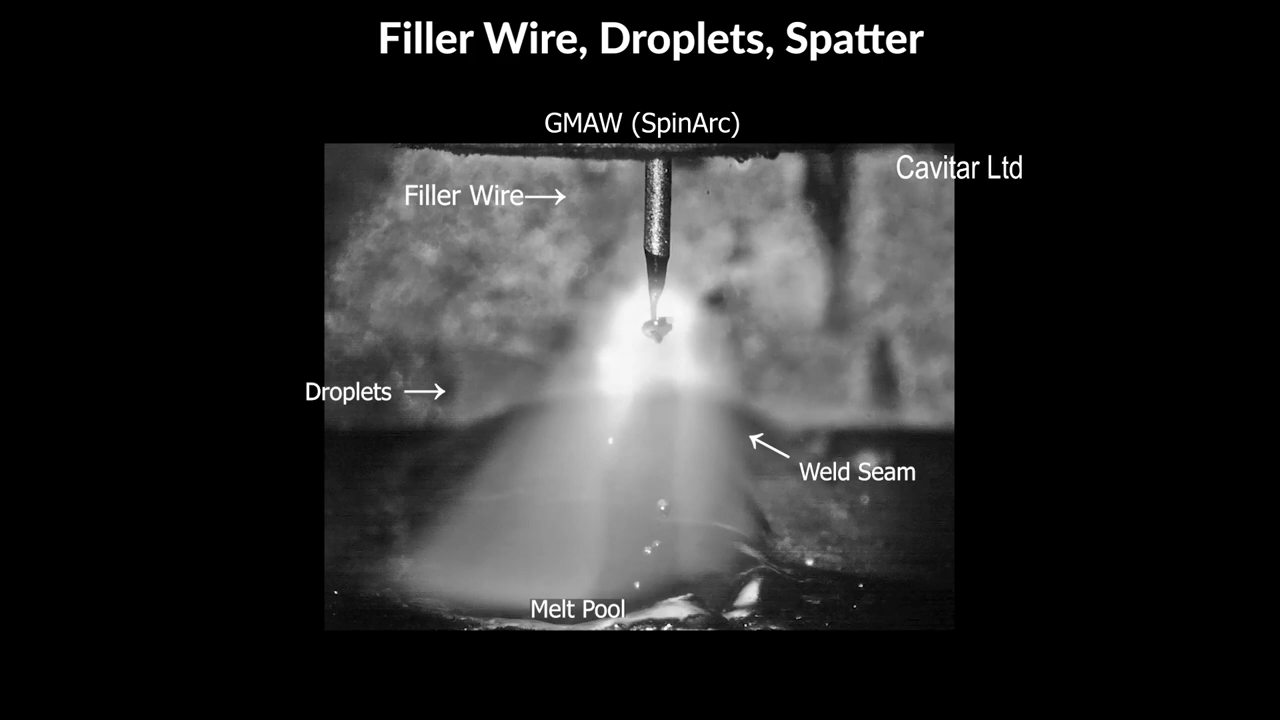 Filler Wire, Droplets, Spatter
GMAW (SpinArc)
Cavitar Ltd
Filler Wire
Droplets
Weld Seam
Melt Pool